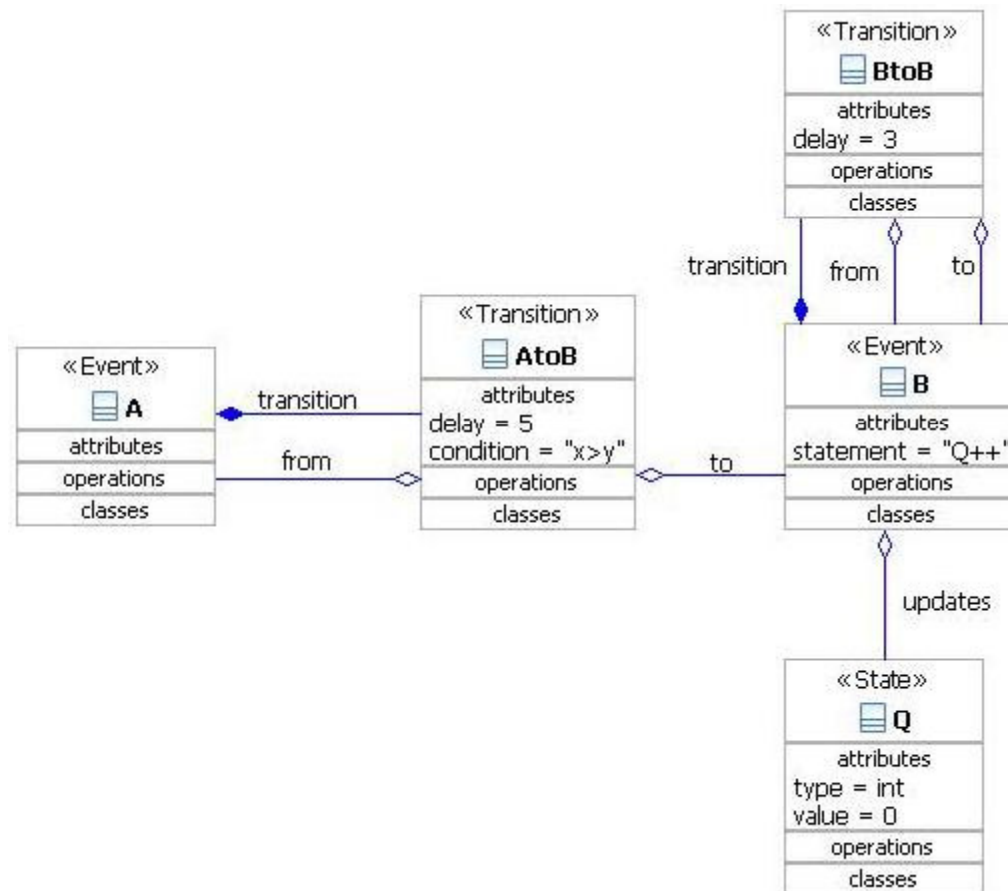 «Transition»
BtoB
attributes
delay = 3
operations
classes
transition
from
to
«Transition»
AtoB
attributes
delay = 5
condition = "x>y"
operations
classes
«Event»
A
attributes
operations
classes
transition
from
to
«Event»
B
attributes
statement = "Q++"
operations
classes
updates
«State»
Q
attributes
type = int
value = 0
operations
classes